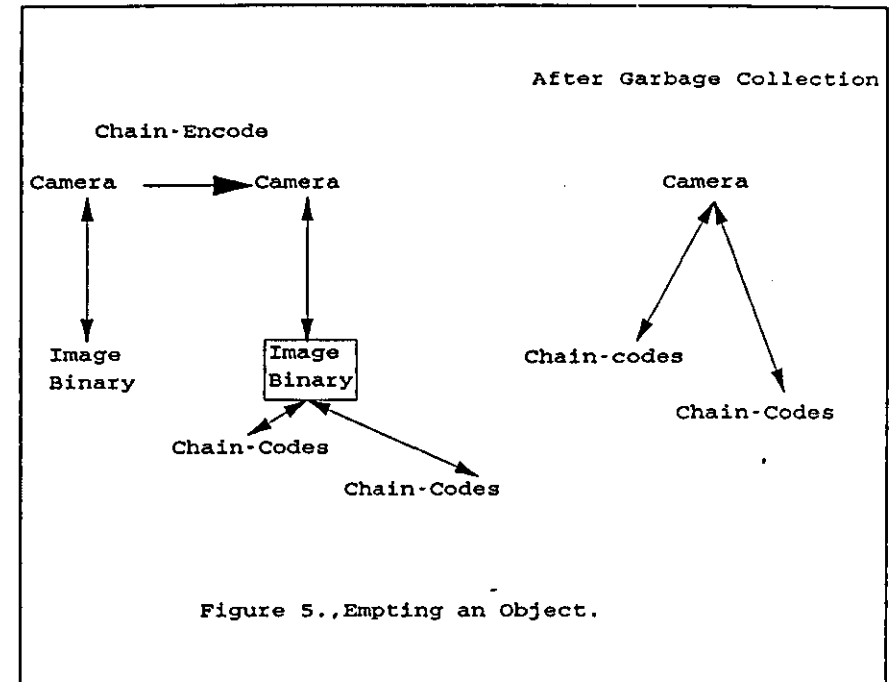 After Garbage Collection
Chain-Encode
Camera
Camera
Camera
Image
Binary
Image
Binary
Chain-Codes
Chain-Codes
Chain-codes
Chain-Codes
Figure 5.,Empting an Object.